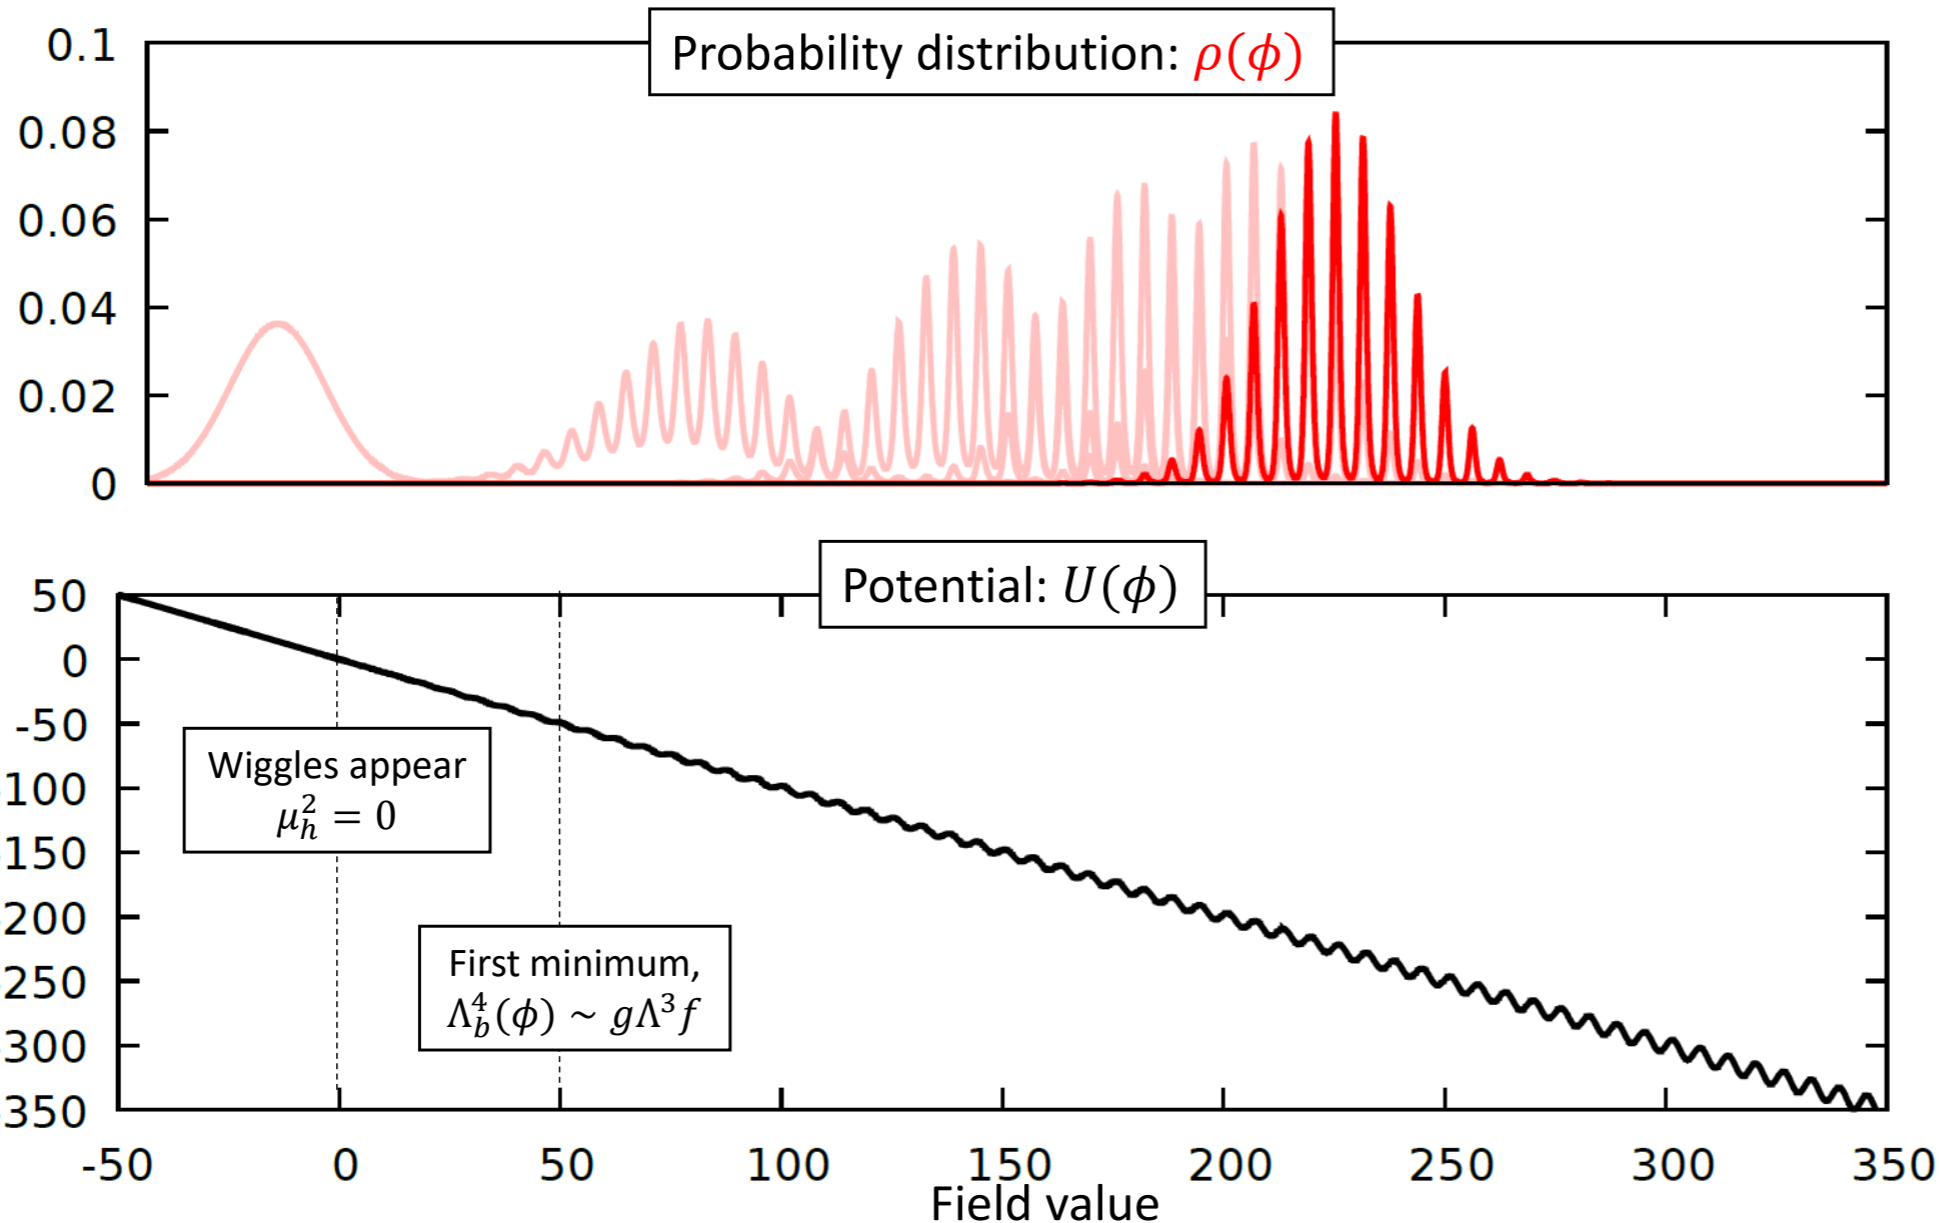 Probability distribution: ρ(ϕ)
0.1
0.08
0.06
0.04
0.02
0
Potential: U(ϕ)
50
0
-50
100
150
200
250
300
350
Wiggles appear
μ_h^2 = 0
First minimum,
Λ_b^4(ϕ) ~ gΛ^3f
-50 0 50 100 150 200 250 300 350
Field value